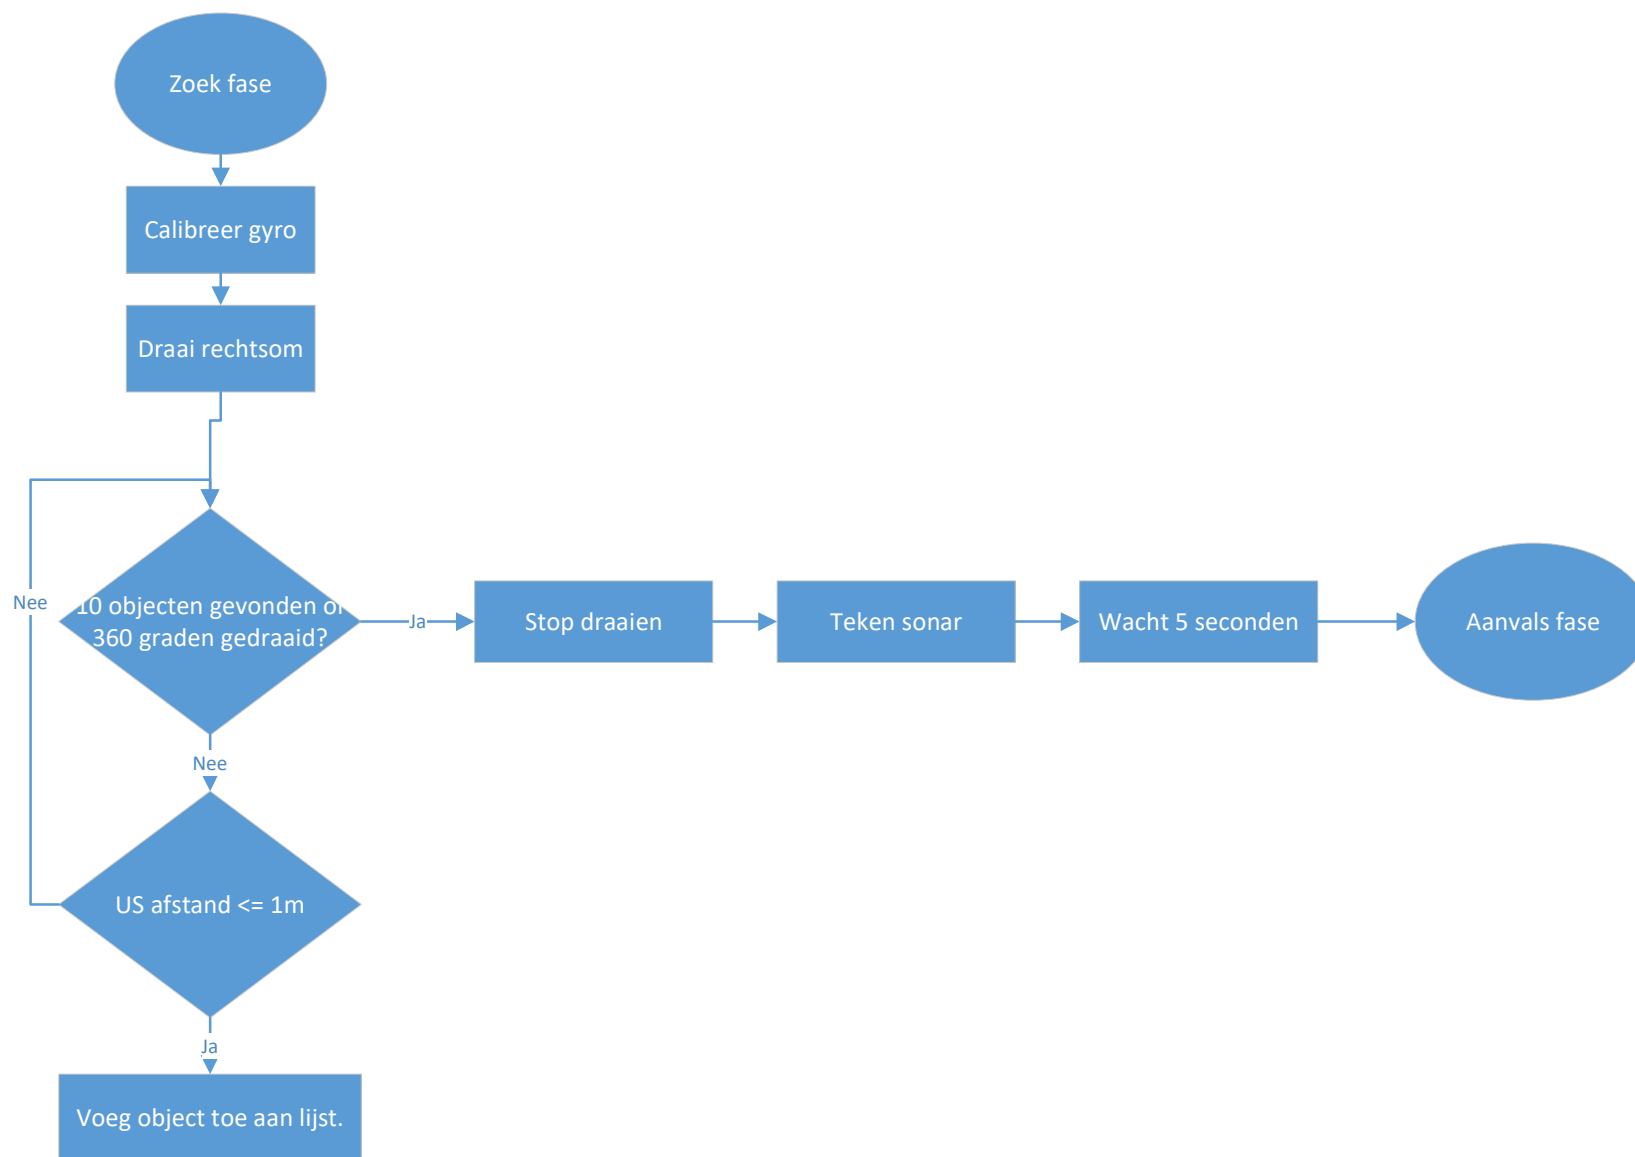 Zoek fase
Calibreer gyro
Draai rechtsom
10 objecten gevonden of
360 graden gedraaid?
Ja
Stop draaien
Teken sonar
Wacht 5 seconden
Aanvals fase
Nee
Nee
US afstand <= 1m
Ja
Voeg object toe aan lijst.